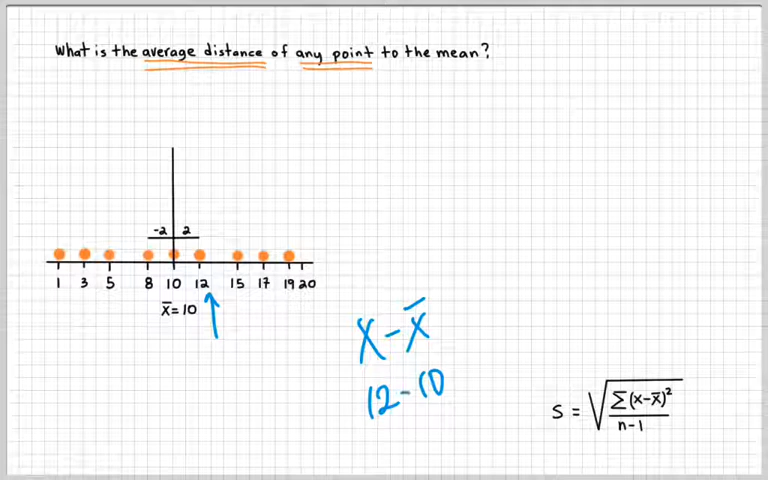 What is the average distance of any point to the mean?
-2 2
1 3 5 8 10 12 15 17 19 20
x̄ = 10
x - x̄
12 - 10
s = √(Σ(x-x̄)² / n-1)